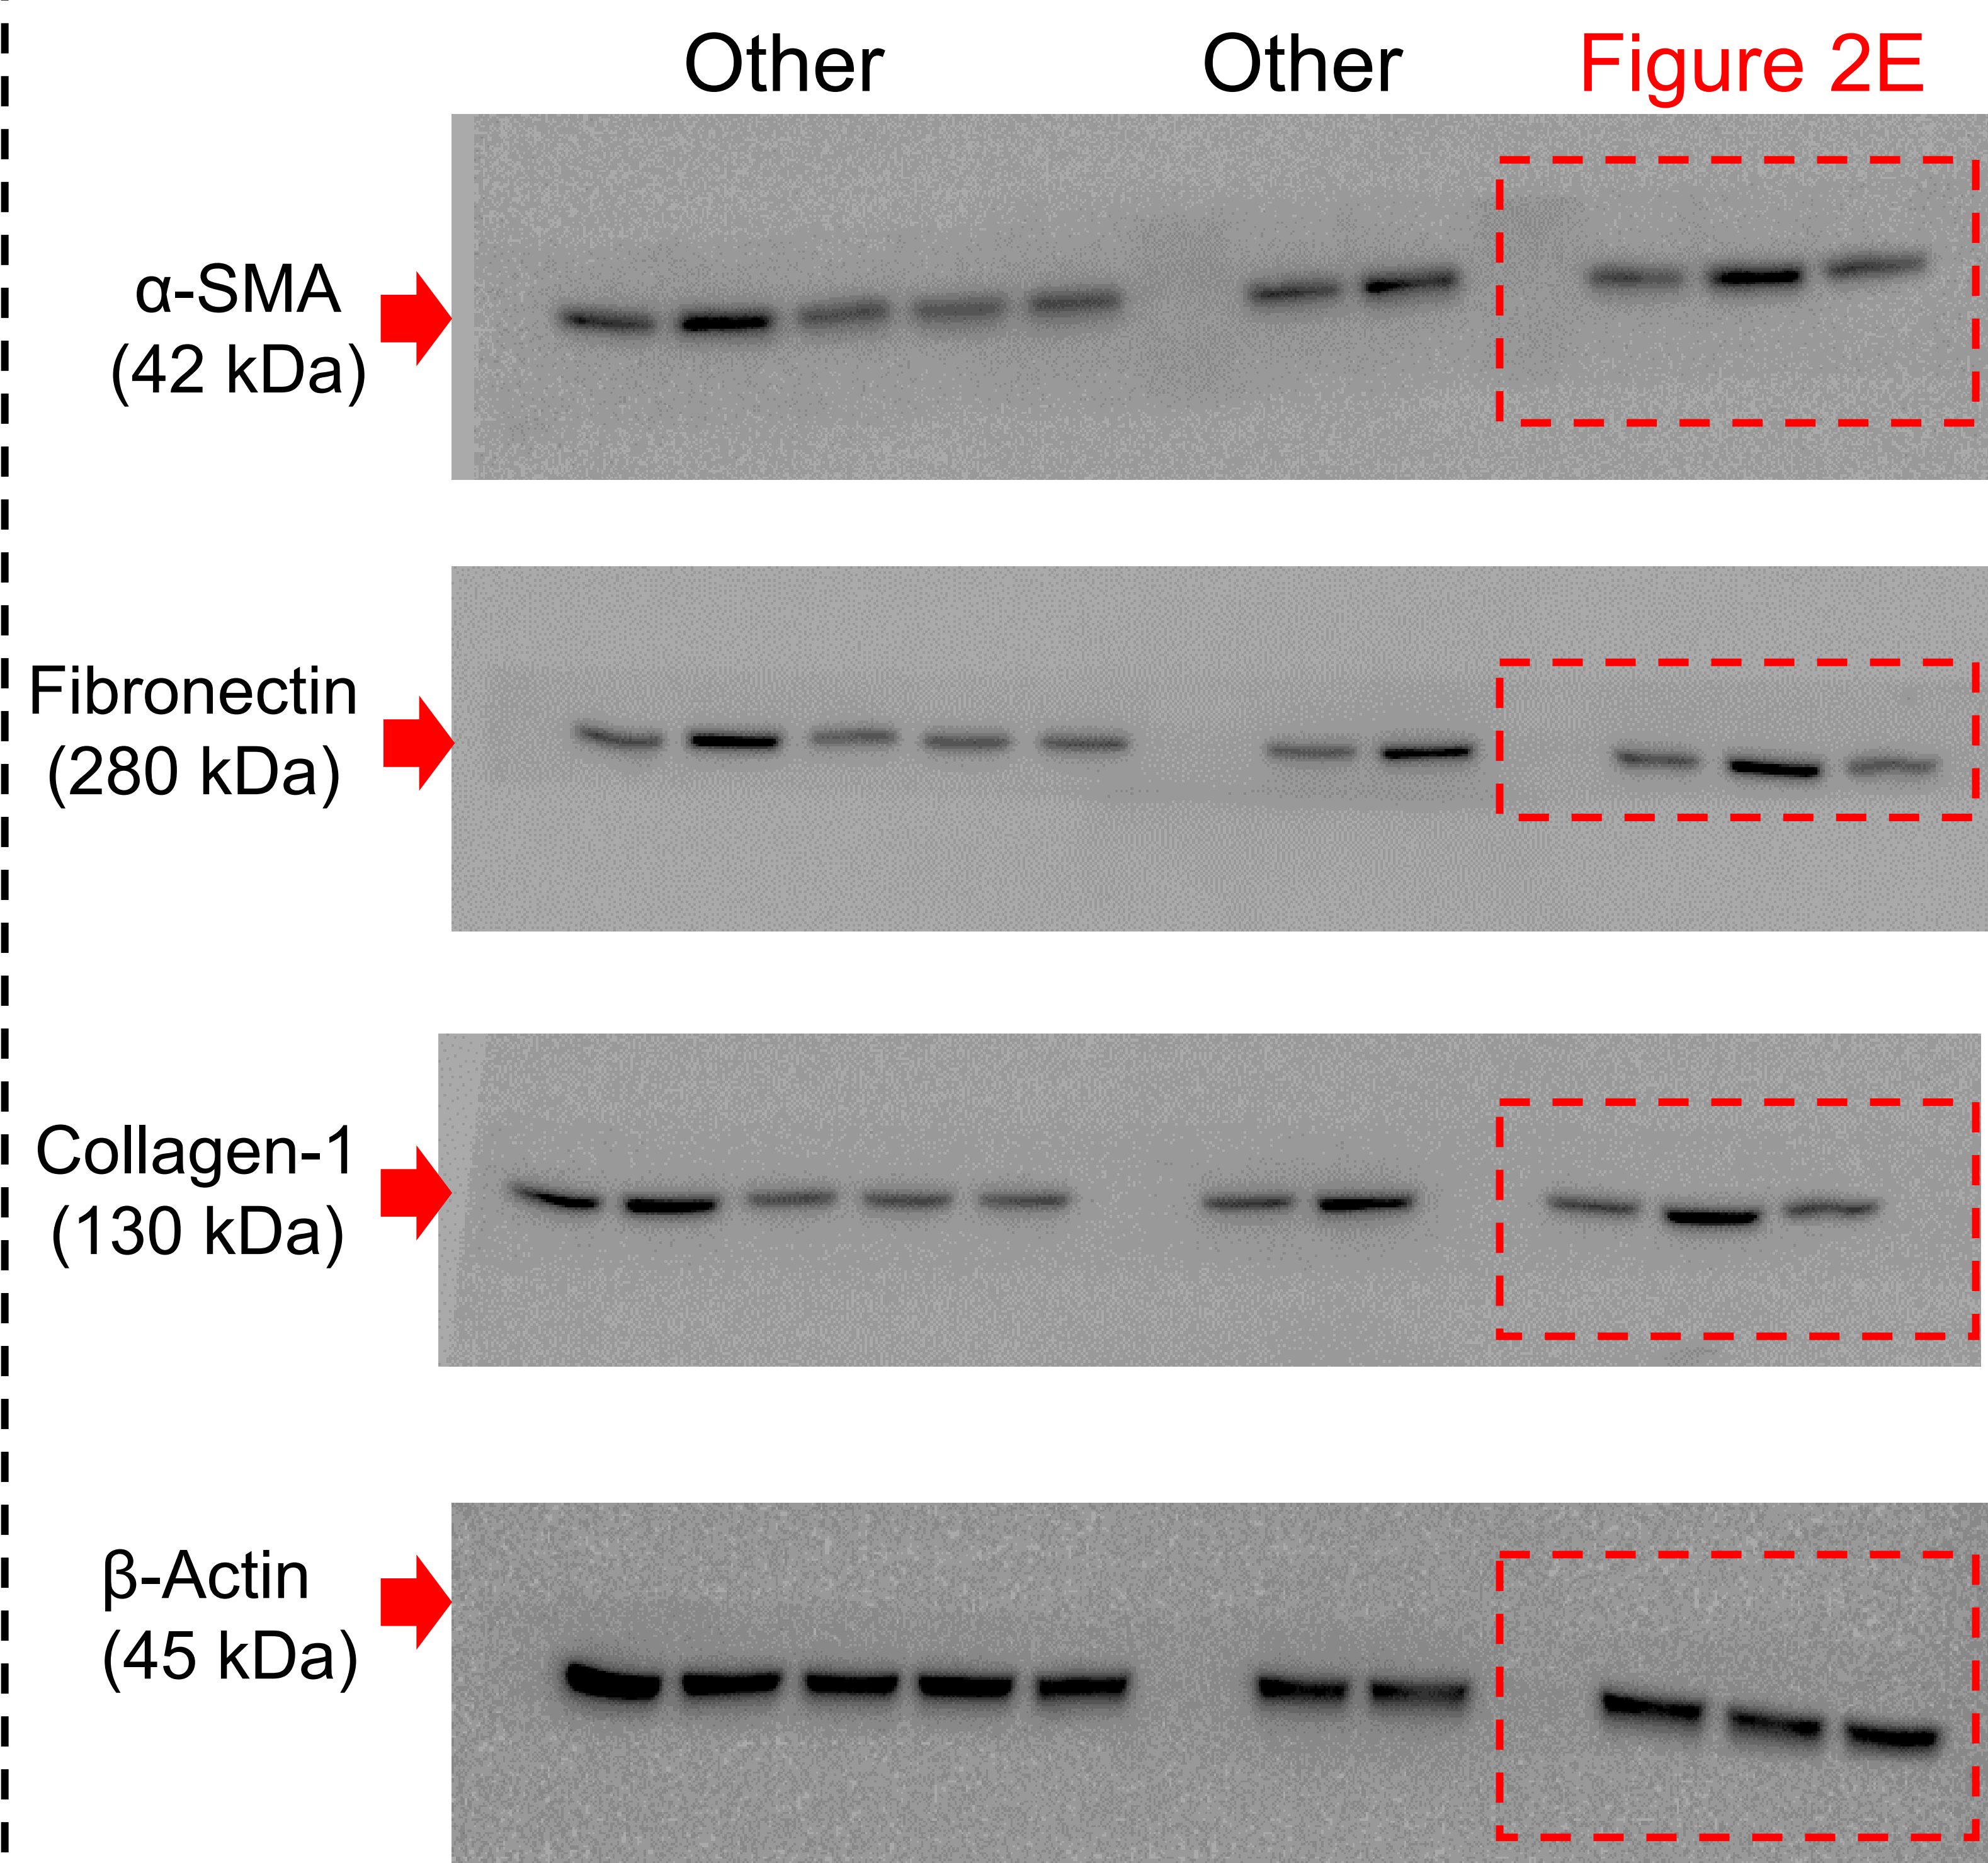 Other
Other
Figure 2E
α-SMA
(42 kDa)
Fibronectin
(280 kDa)
Collagen-1
(130 kDa)
β-Actin
(45 kDa)